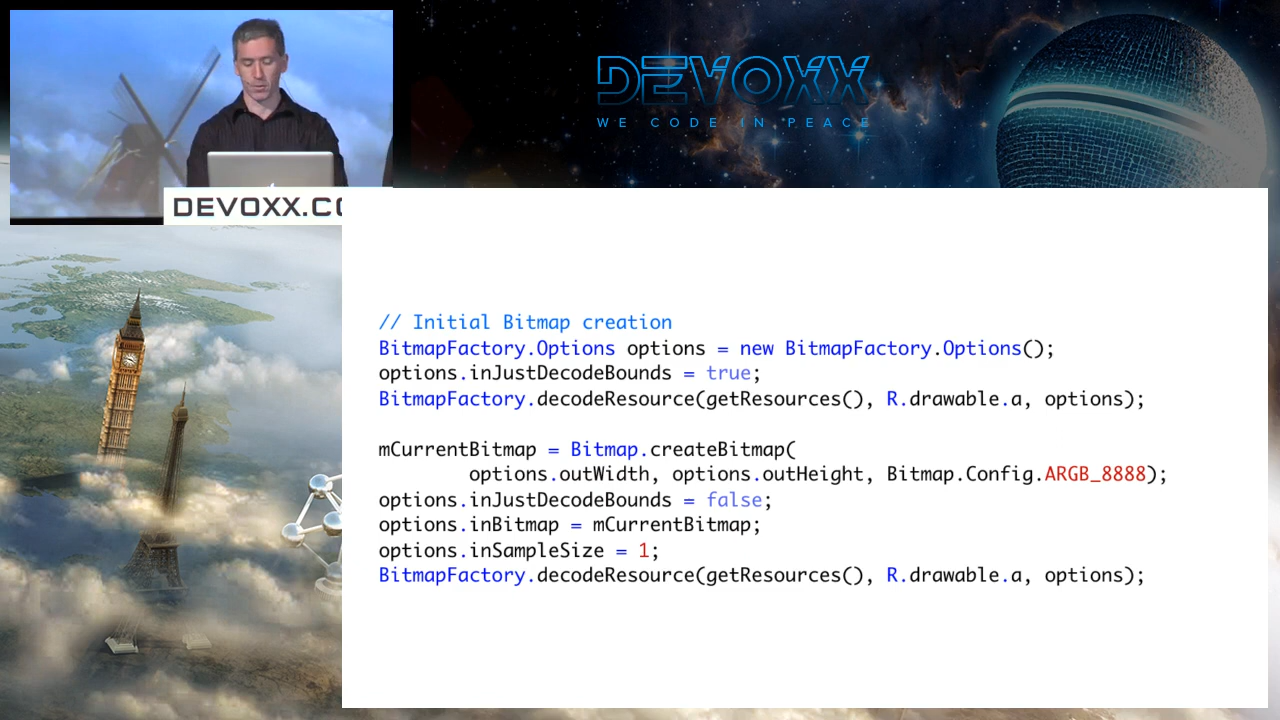 DEVOXX
WE CODE IN PEACE
DEVOXX.CO
// Initial Bitmap creation
BitmapFactory.Options options = new BitmapFactory.Options();
options.inJustDecodeBounds = true;
BitmapFactory.decodeResource(getResources(), R.drawable.a, options);
mCurrentBitmap = Bitmap.createBitmap(
options.outWidth, options.outHeight, Bitmap.Config.ARGB_8888);
options.inJustDecodeBounds = false;
options.inBitmap = mCurrentBitmap;
options.inSampleSize = 1;
BitmapFactory.decodeResource(getResources(), R.drawable.a, options);